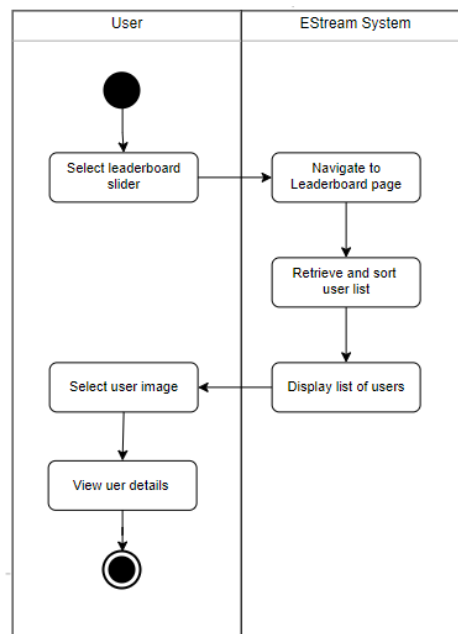 User
EStream System
Select leaderboard
slider
Navigate to
Leaderboard page
Retrieve and sort
user list
Display list of users
Select user image
View uer details